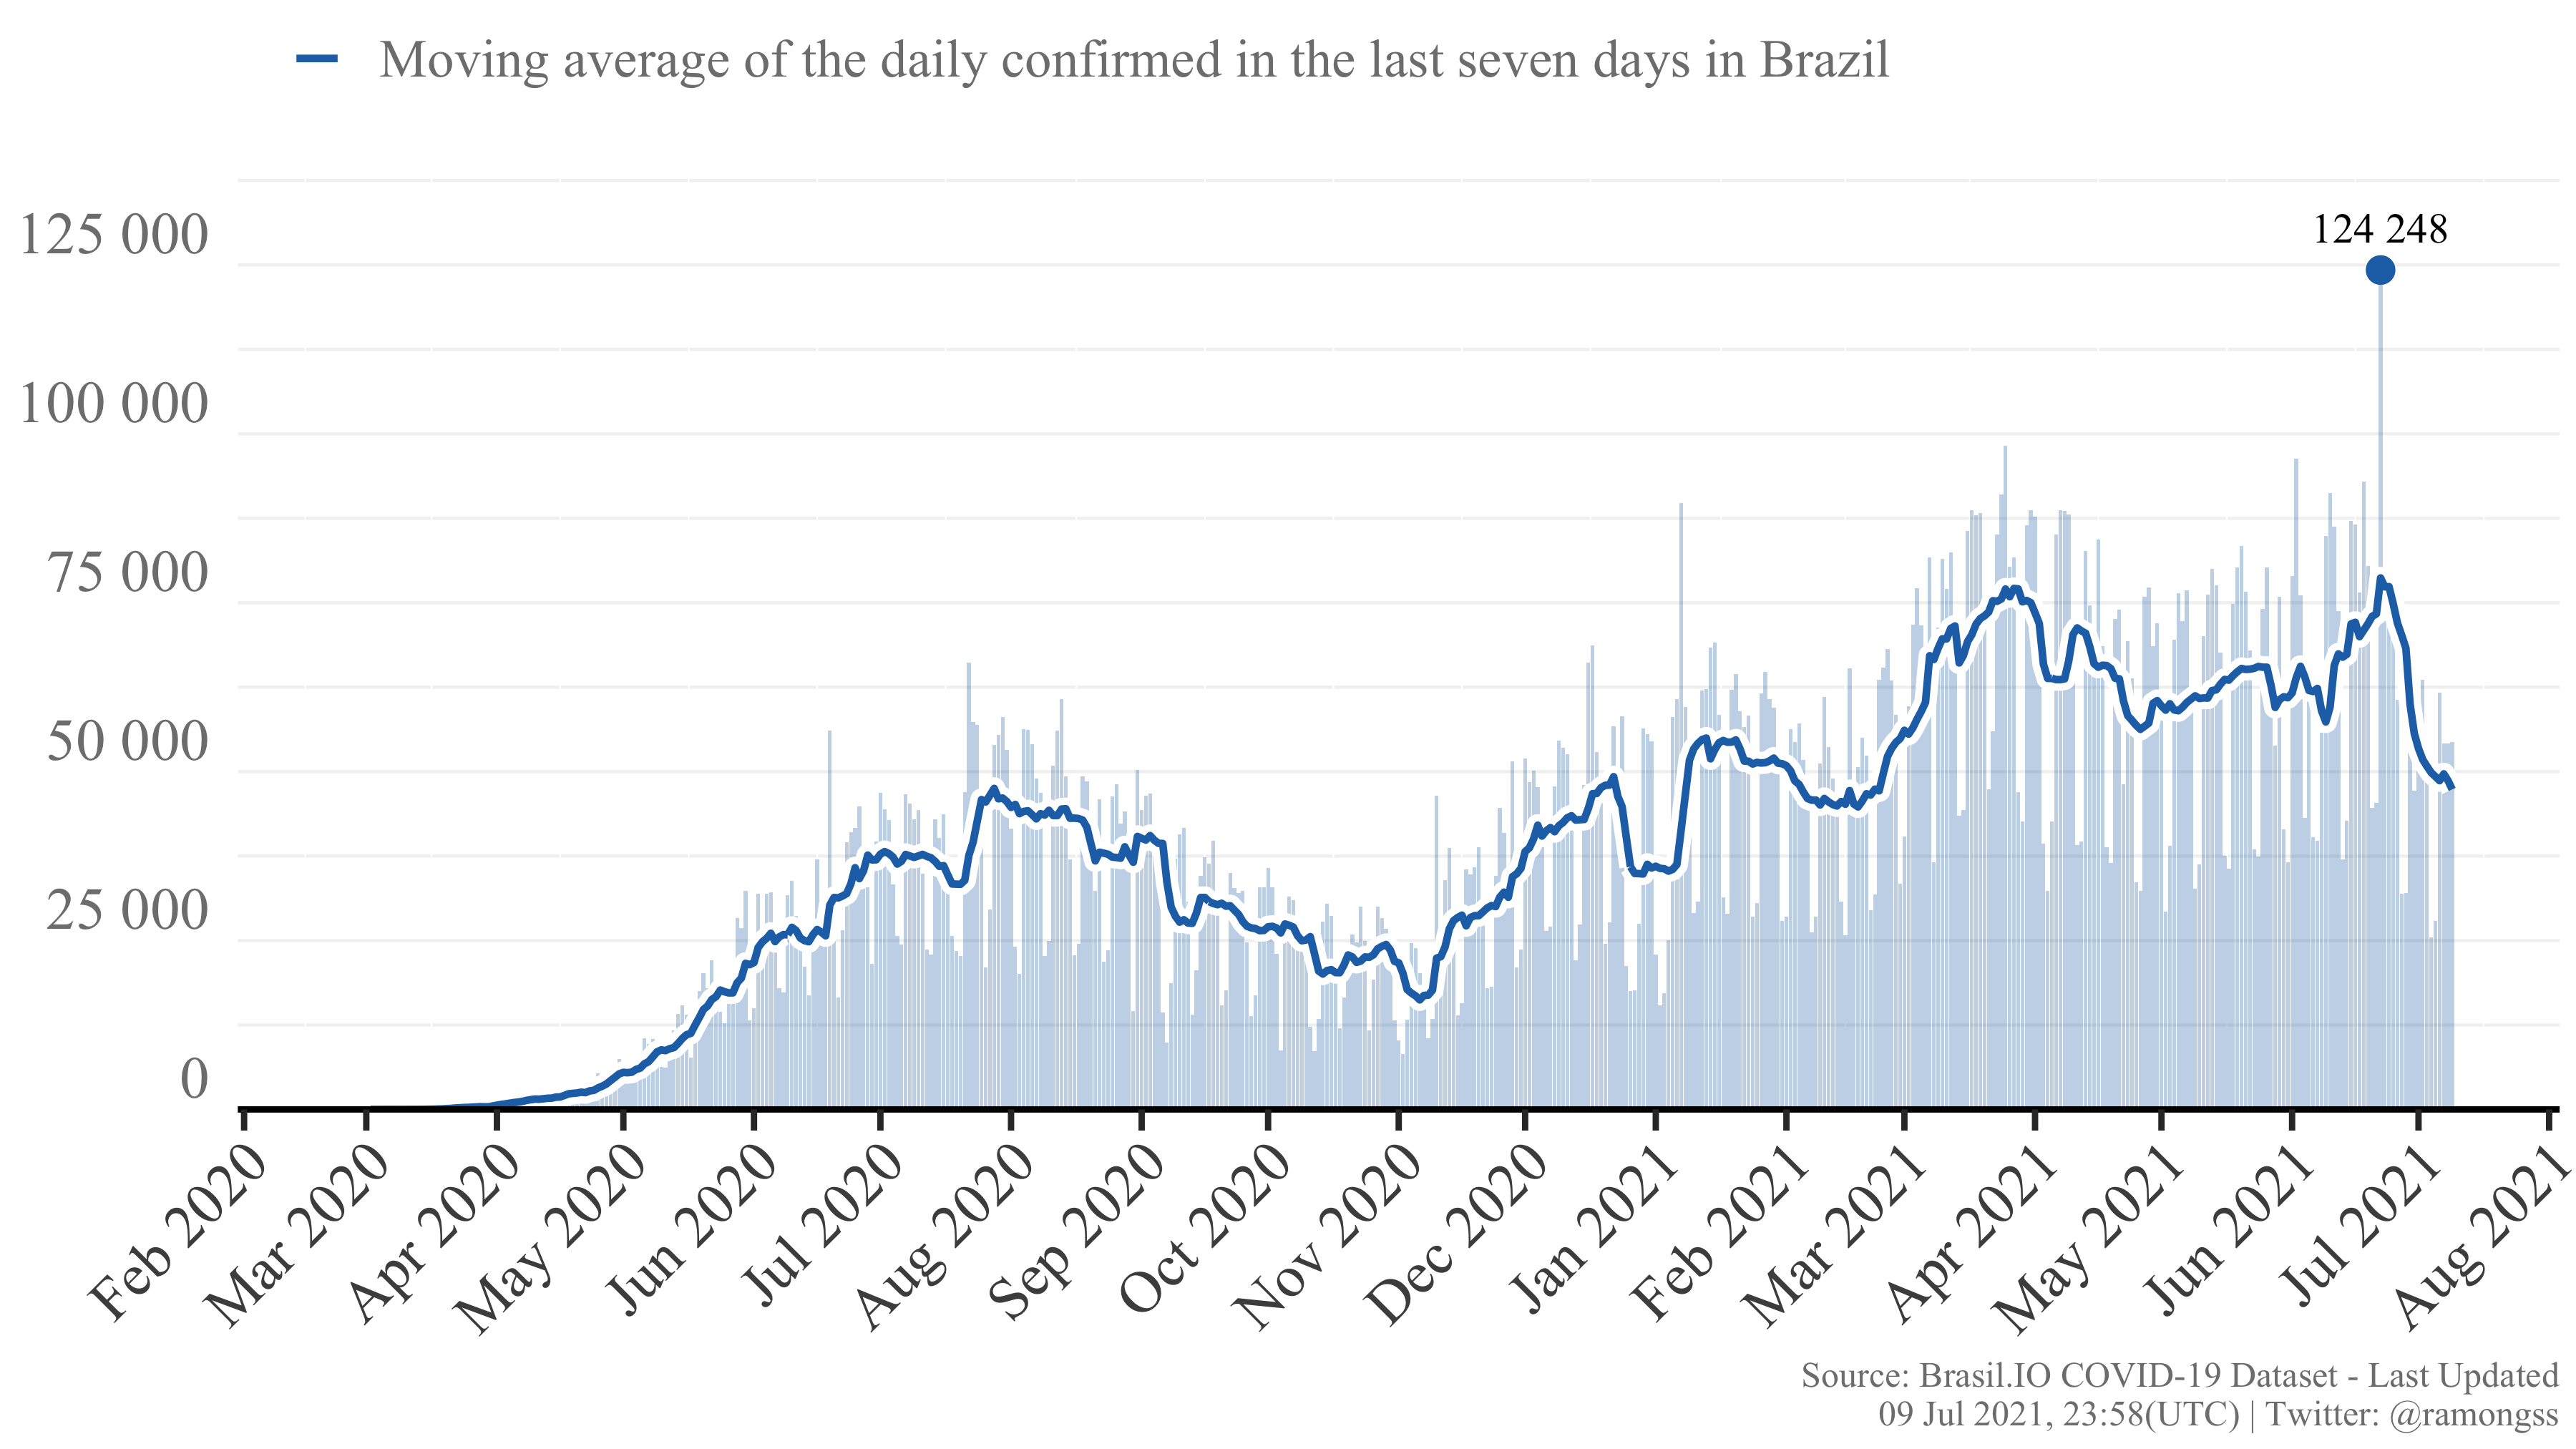 Moving average of the daily confirmed in the last seven days in Brazil
125 000
124 248
100 000
75 000
50 000
25 000
0
Feb 2020
Mar 2020
Apr 2020
May 2020
Jun 2020
Jul 2020
Aug 2020
Sep 2020
Oct 2020
Nov 2020
Dec 2020
Jan 2021
Feb 2021
Mar 2021
Apr 2021
May 2021
Jun 2021
Jul 2021
Aug 2021
Source: Brasil.IO COVID-19 Dataset - Last Updated
09 Jul 2021, 23:58(UTC) | Twitter: @ramongss